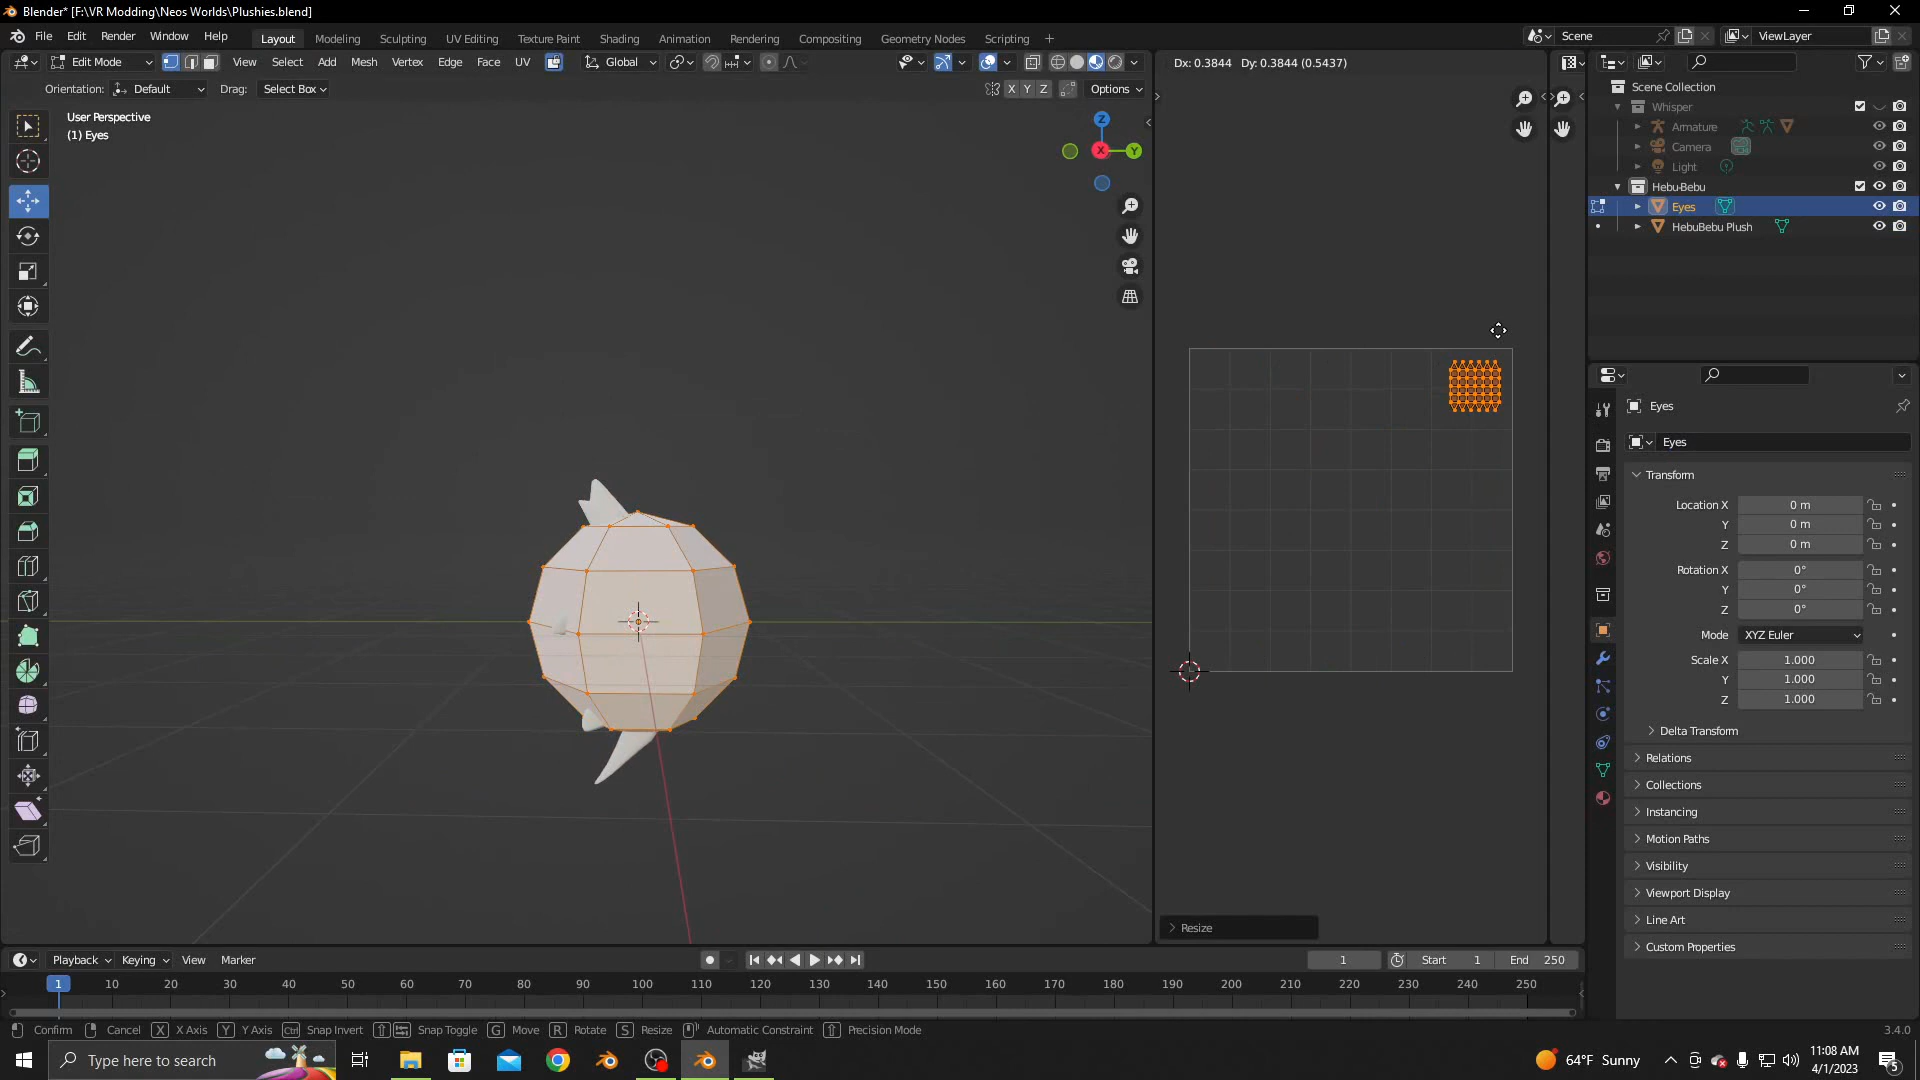 Blender* [F:\VR Modding\Neos Worlds\Plushies.blend]
File Edit Render Window Help Layout Modeling Sculpting UV Editing Texture Paint Shading Animation Rendering Compositing Geometry Nodes Scripting Scene ViewLayer
Edit Mode View Select Add Mesh Vertex Edge Face UV Global Dx: 0.3844 Dy: 0.3844 (0.5437)
Orientation: Default Drag: Select Box X Y Z Options
User Perspective
(1) Eyes
Z
X
Y
Scene Collection
Whisper
Armature
Camera
Light
Hebu-Bebu
Eyes
HebuBebu Plush
Eyes
Eyes
Transform
Location X 0 m
Y 0 m
Z 0 m
Rotation X 0°
Y 0°
Z 0°
Mode XYZ Euler
Scale X 1.000
Y 1.000
Z 1.000
Delta Transform
Relations
Collections
Instancing
Motion Paths
Visibility
Viewport Display
Line Art
Custom Properties
Resize
Playback Keying View Marker 1 Start 1 End 250
1 10 20 30 40 50 60 70 80 90 100 110 120 130 140 150 160 170 180 190 200 210 220 230 240 250
Confirm Cancel X X Axis Y Y Axis Ctrl Snap Invert Snap Toggle G Move R Rotate S Resize Automatic Constraint Precision Mode 3.4.0
Type here to search 64°F Sunny 11:08 AM
4/1/2023 5